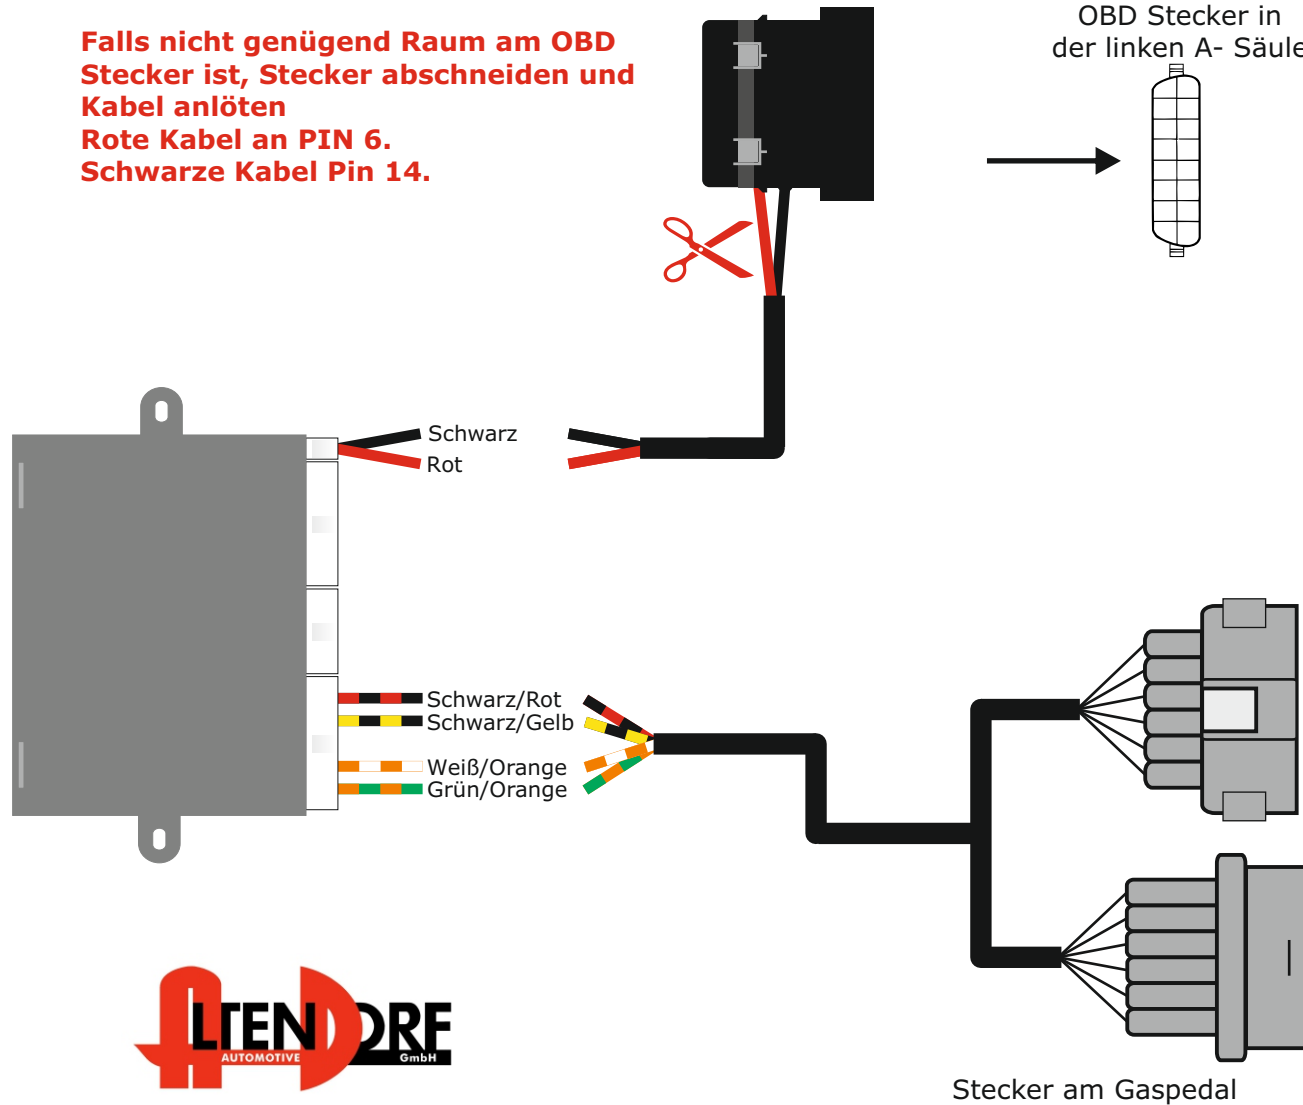 Falls nicht genügend Raum am OBD
Stecker ist, Stecker abschneiden und
Kabel anlöten
Rote Kabel an PIN 6.
Schwarze Kabel Pin 14.
OBD Stecker in
der linken A- Säule
Schwarz
Rot
Schwarz/Rot
Schwarz/Gelb
Weiß/Orange
Grün/Orange
ALTENDORF
AUTOMOTIVE GmbH
Stecker am Gaspedal